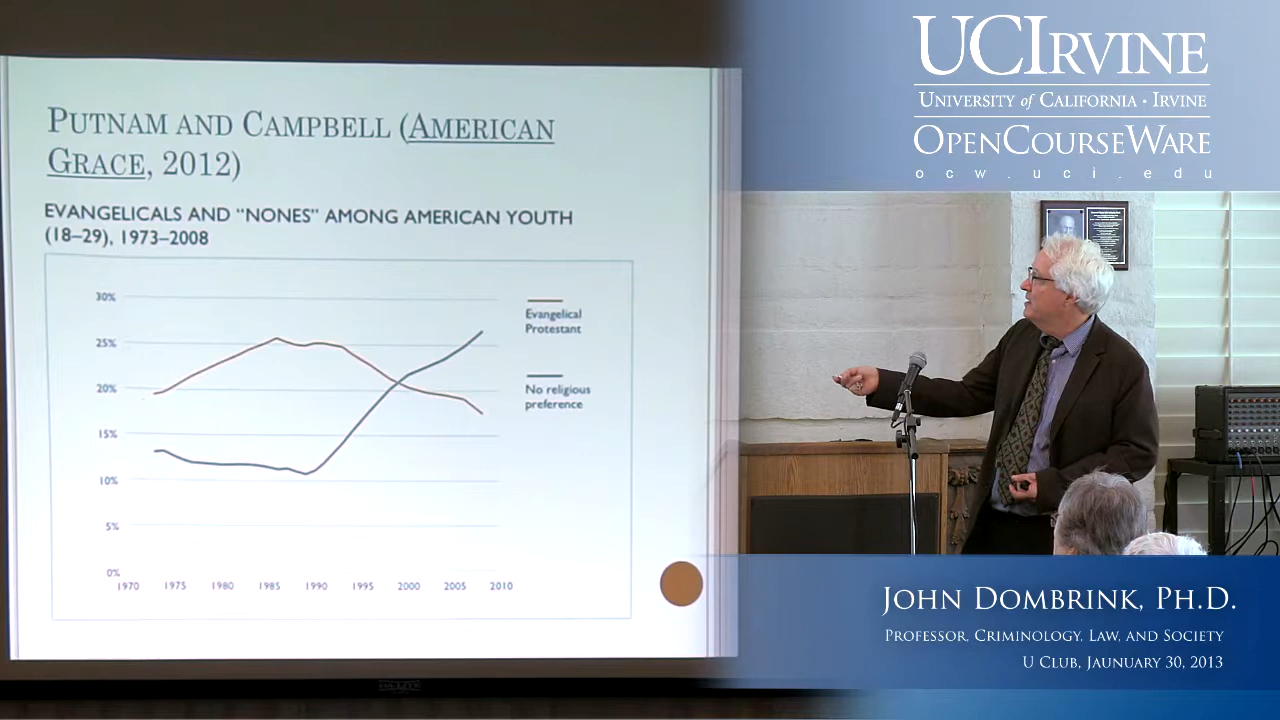 PUTNAM AND CAMPBELL (AMERICAN
GRACE, 2012)
EVANGELICALS AND "NONES" AMONG AMERICAN YOUTH
(18–29), 1973–2008
30%
25%
20%
15%
10%
5%
0%
1970 1975 1980 1985 1990 1995 2000 2005 2010
Evangelical
Protestant
No religious
preference
UCIRVINE
UNIVERSITY of CALIFORNIA • IRVINE
OPENCOURSEWARE
ocw.uci.edu
JOHN DOMBRINK, PH.D.
PROFESSOR, CRIMINOLOGY, LAW, AND SOCIETY
U CLUB, JAUNUARY 30, 2013